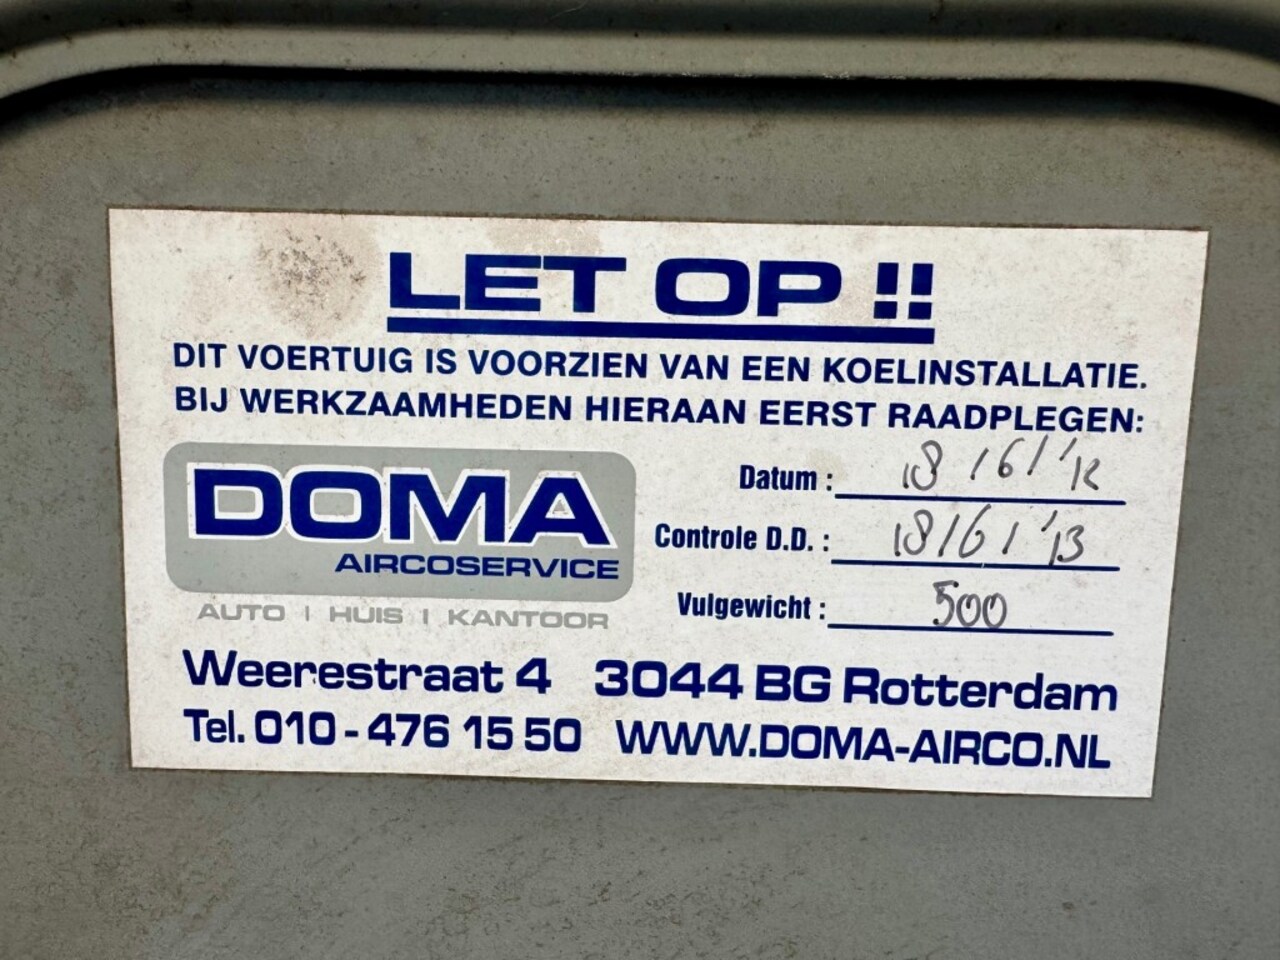 LET OP !!
DIT VOERTUIG IS VOORZIEN VAN EEN KOELINSTALLATIE.
BIJ WERKZAAMHEDEN HIERAAN EERST RAADPLEGEN:
DOMA
AIRCOSERVICE
AUTO | HUIS | KANTOOR
Datum : 18/6/'12
Controle D.D. : 18/6/'13
Vulgewicht : 500
Weerestraat 4 3044 BG Rotterdam
Tel. 010 - 476 15 50 WWW.DOMA-AIRCO.NL